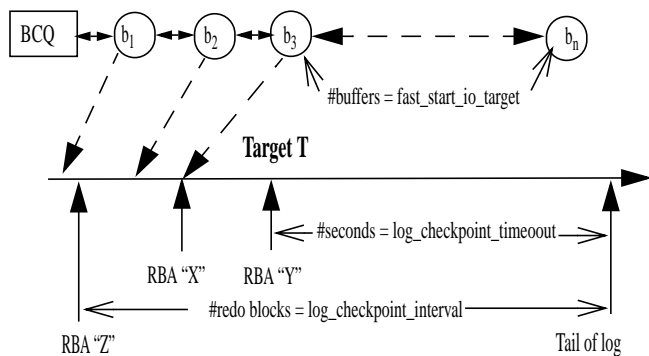 BCQ b1 b2 b3 bn
#buffers = fast_start_io_target
Target T
#seconds = log_checkpoint_timeoout
RBA “X” RBA “Y”
#redo blocks = log_checkpoint_interval
RBA “Z” Tail of log